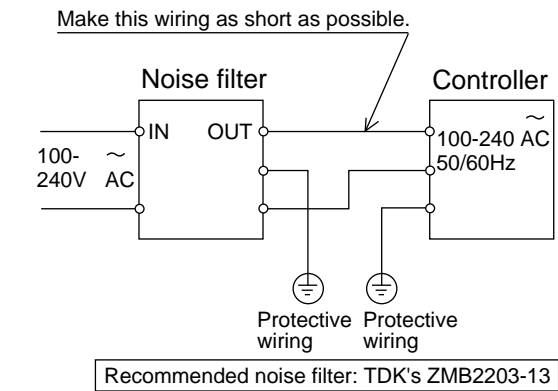 Make this wiring as short as possible.
Noise filter
Controller
IN
OUT
100-
240V
~
AC
~
100-240 AC
50/60Hz
Protective
wiring
Protective
wiring
Recommended noise filter: TDK's ZMB2203-13